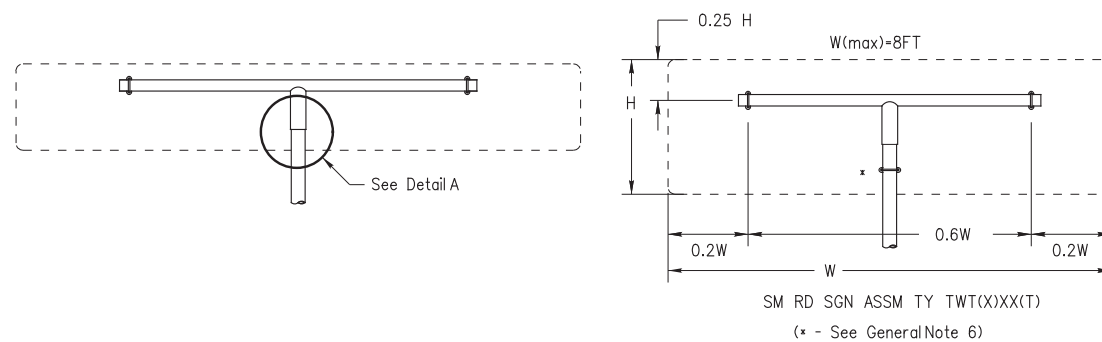 See Detail A
0.25 H
W(max)=8FT
H
0.2W
0.6W
0.2W
W
SM RD SGN ASSM TY TWT(X)XX(T)
x
(x - See General Note 6)